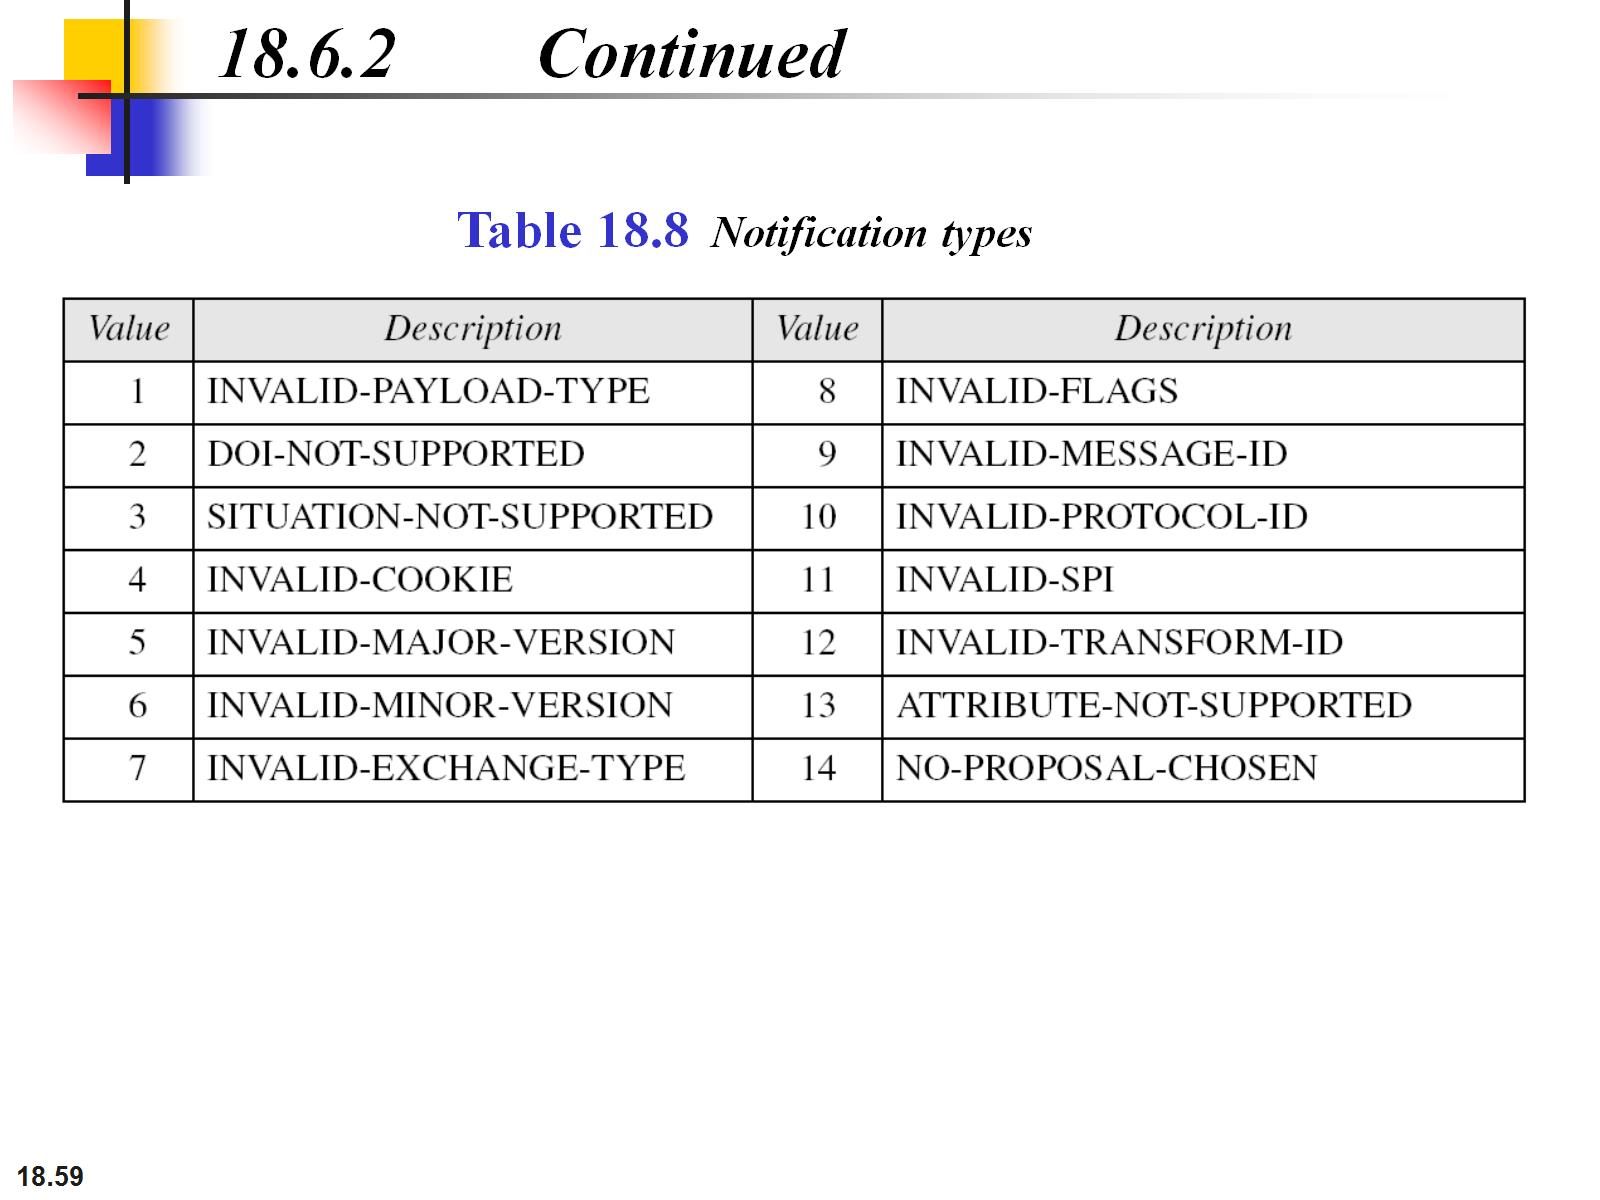 18.6.2 Continued
Table 18.8 Notification types
Value Description Value Description
1 INVALID-PAYLOAD-TYPE 8 INVALID-FLAGS
2 DOI-NOT-SUPPORTED 9 INVALID-MESSAGE-ID
3 SITUATION-NOT-SUPPORTED 10 INVALID-PROTOCOL-ID
4 INVALID-COOKIE 11 INVALID-SPI
5 INVALID-MAJOR-VERSION 12 INVALID-TRANSFORM-ID
6 INVALID-MINOR-VERSION 13 ATTRIBUTE-NOT-SUPPORTED
7 INVALID-EXCHANGE-TYPE 14 NO-PROPOSAL-CHOSEN
18.59